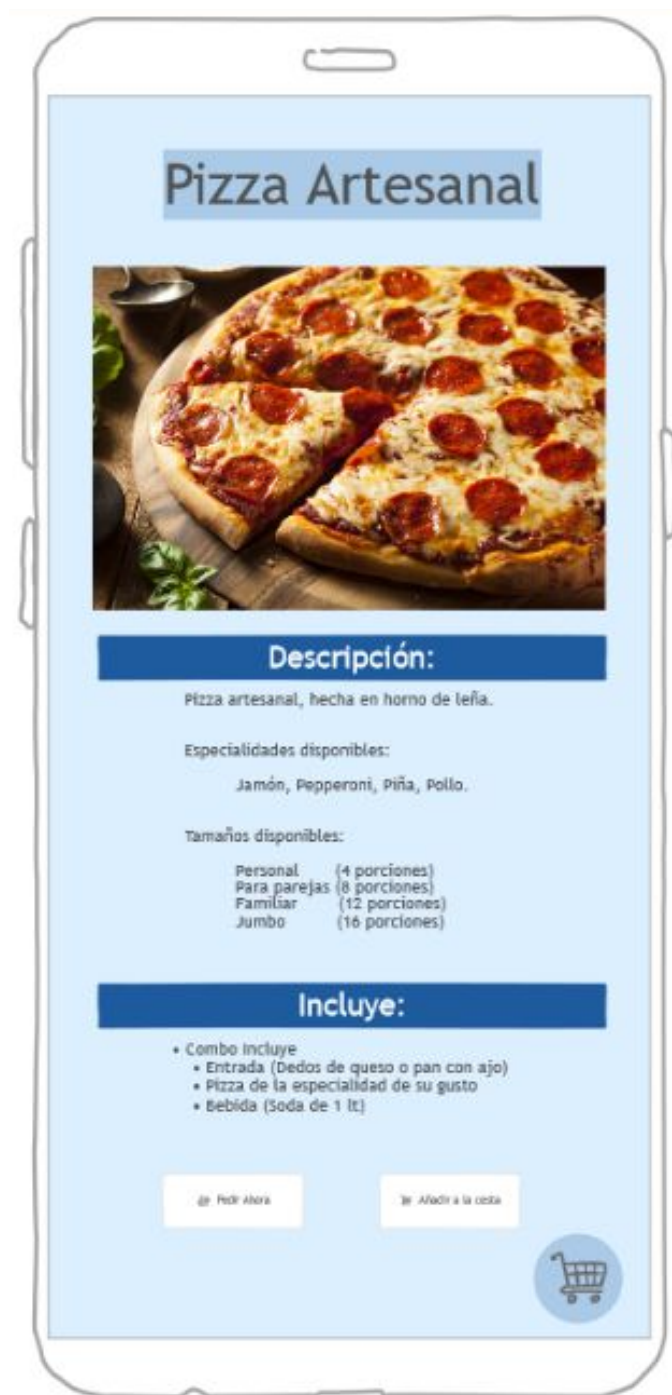 Pizza Artesanal
Descripción:
Pizza artesanal, hecha en horno de leña.
Especialidades disponibles:
Jamón, Pepperoni, Piña, Pollo.
Tamaños disponibles:
Personal (4 porciones)
Para parejas (8 porciones)
Familiar (12 porciones)
Jumbo (16 porciones)
Incluye:
• Combo Incluye
• Entrada (Dedos de queso o pan con ajo)
• Pizza de la especialidad de su gusto
• Bebida (Soda de 1 lt)
Pedir Ahora
Añadir a la cesta